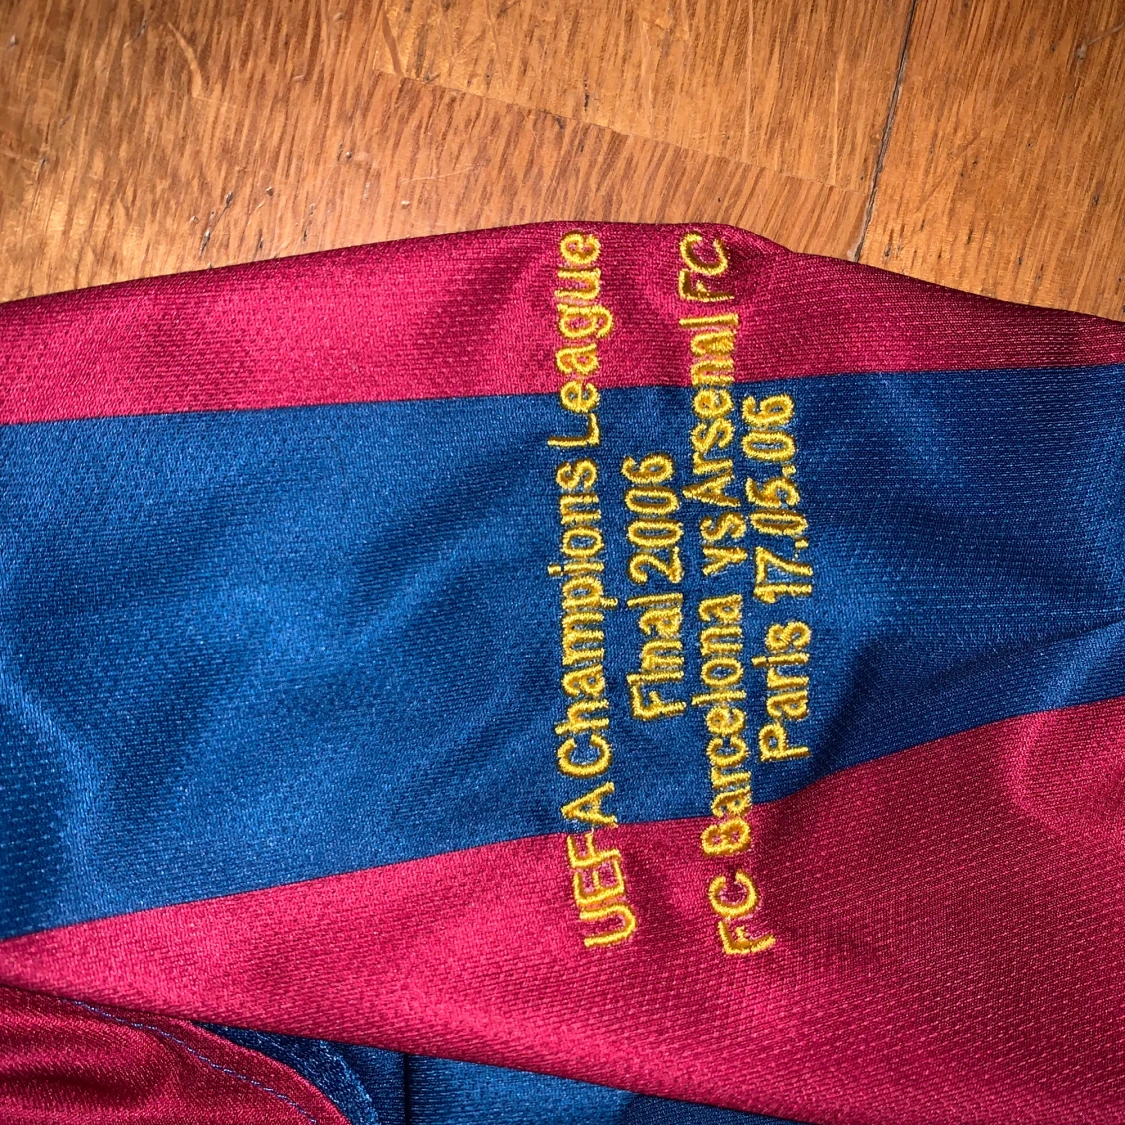 UEFA Champions League
Final 2006
FC Barcelona vs Arsenal FC
Paris 17.05.06